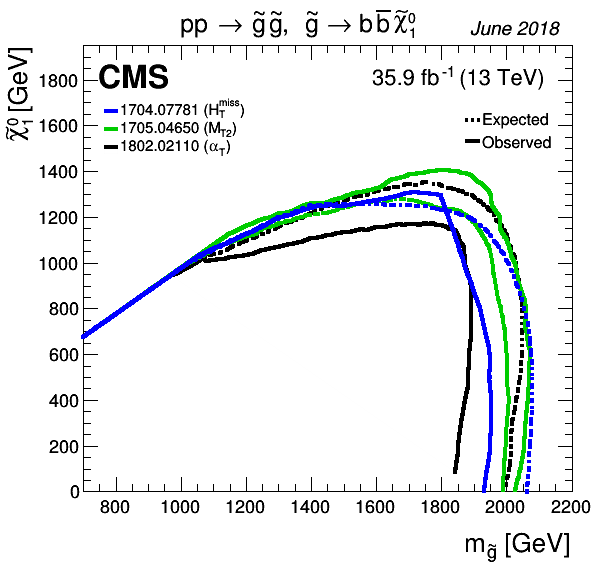 pp → g̃ g̃, g̃ → b b̅ χ̃⁰₁ June 2018
CMS 35.9 fb⁻¹ (13 TeV)
1704.07781 (H_T^miss)
1705.04650 (M_T2)
1802.02110 (α_T)
Expected
Observed
χ̃⁰₁ [GeV]
1800
1600
1400
1200
1000
800
600
400
200
0
800 1000 1200 1400 1600 1800 2000 2200
m_g̃ [GeV]